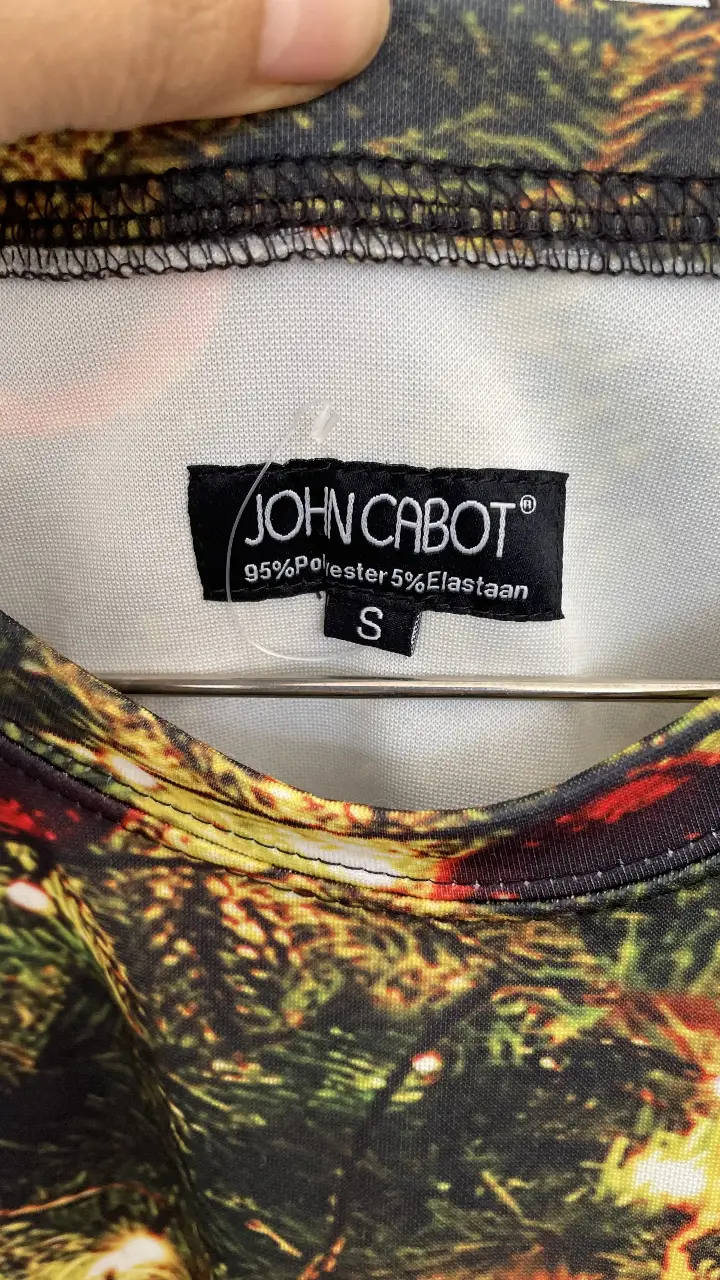 JOHN CABOT®
95%Polyester 5%Elastaan
S